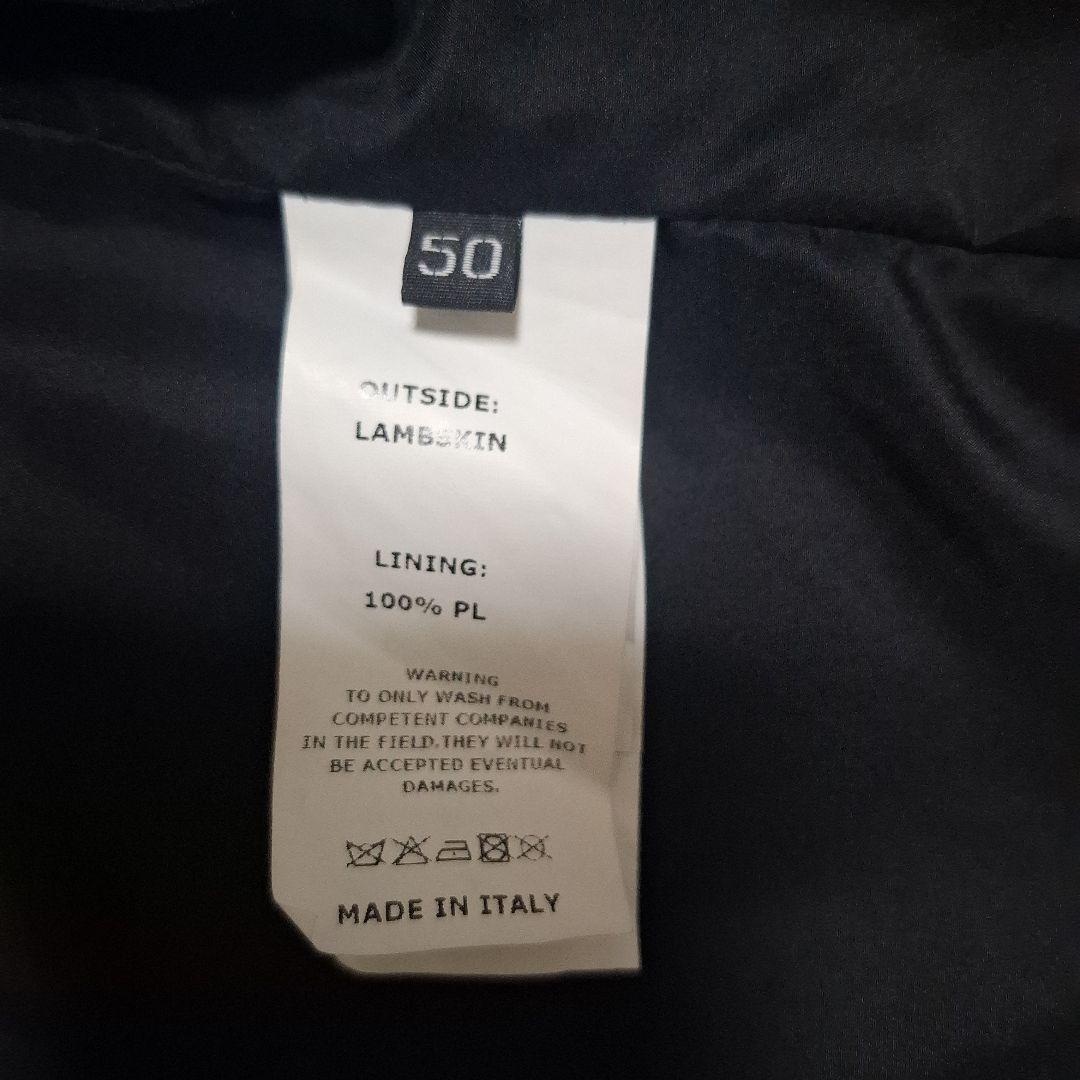 50
OUTSIDE:
LAMBSKIN
LINING:
100% PL
WARNING
TO ONLY WASH FROM
COMPETENT COMPANIES
IN THE FIELD.THEY WILL NOT
BE ACCEPTED EVENTUAL
DAMAGES.
MADE IN ITALY